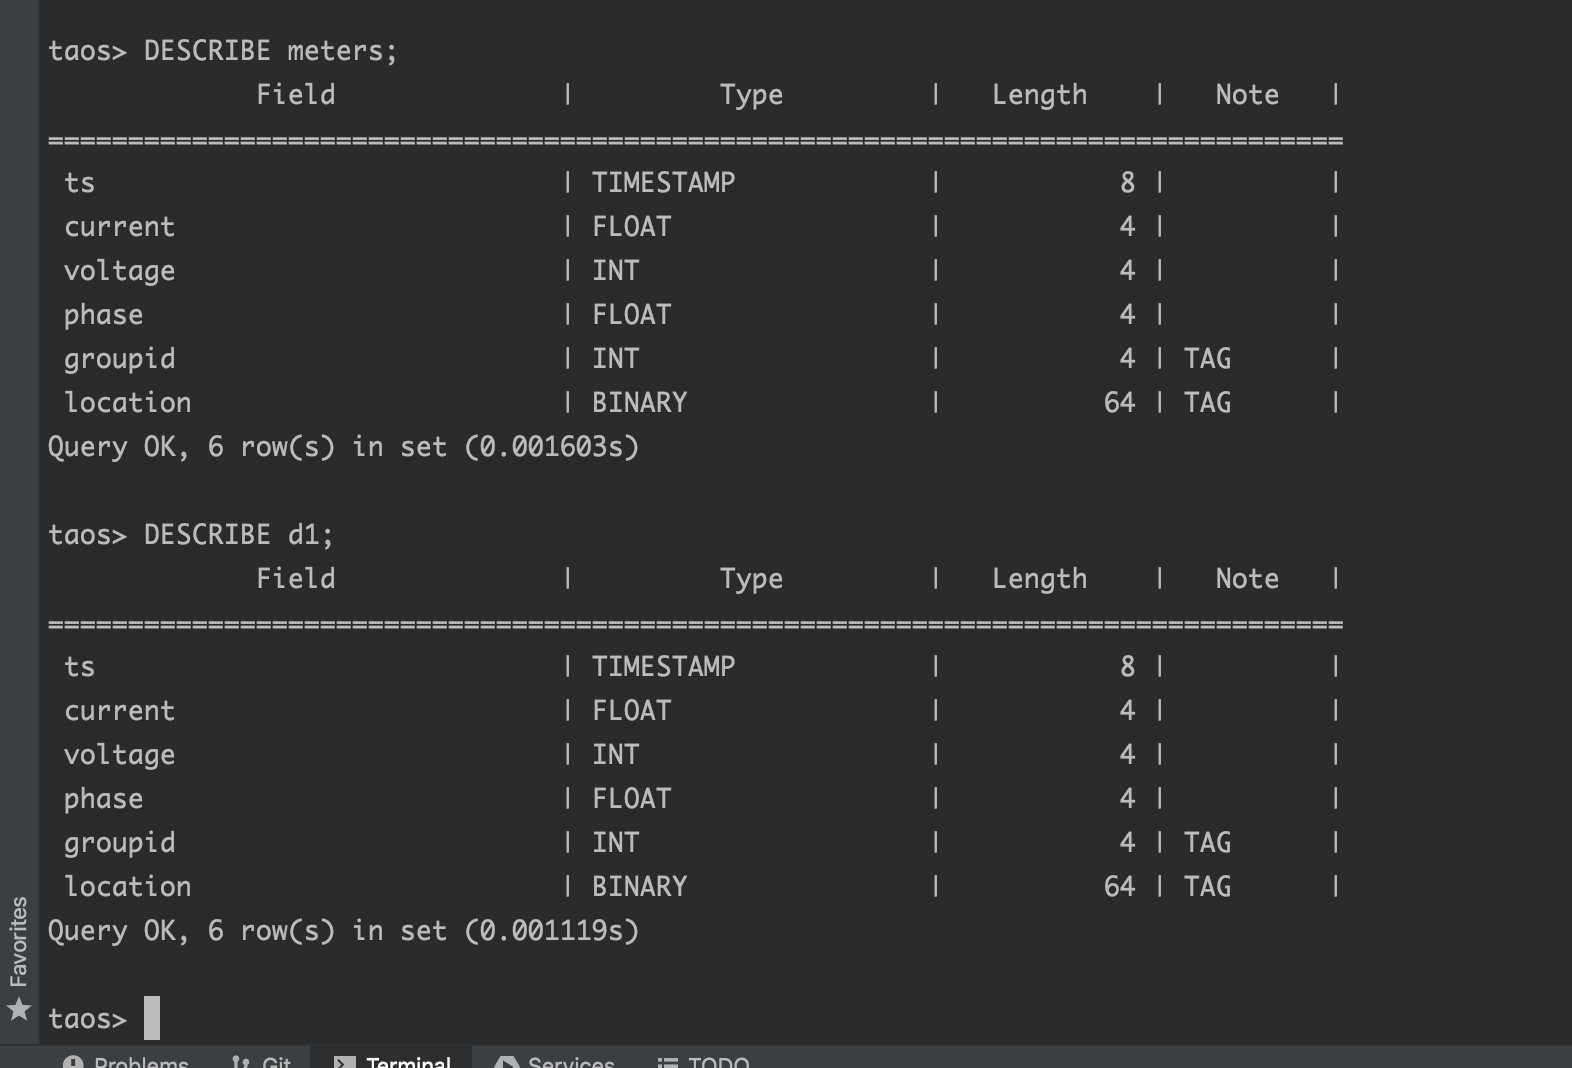 taos> DESCRIBE meters;
Field | Type | Length | Note |
=================================================================================
ts | TIMESTAMP | 8 | |
current | FLOAT | 4 | |
voltage | INT | 4 | |
phase | FLOAT | 4 | |
groupid | INT | 4 | TAG |
location | BINARY | 64 | TAG |
Query OK, 6 row(s) in set (0.001603s)
taos> DESCRIBE d1;
Field | Type | Length | Note |
=================================================================================
ts | TIMESTAMP | 8 | |
current | FLOAT | 4 | |
voltage | INT | 4 | |
phase | FLOAT | 4 | |
groupid | INT | 4 | TAG |
location | BINARY | 64 | TAG |
Query OK, 6 row(s) in set (0.001119s)
taos>
Favorites
Problems Git Terminal Services TODO